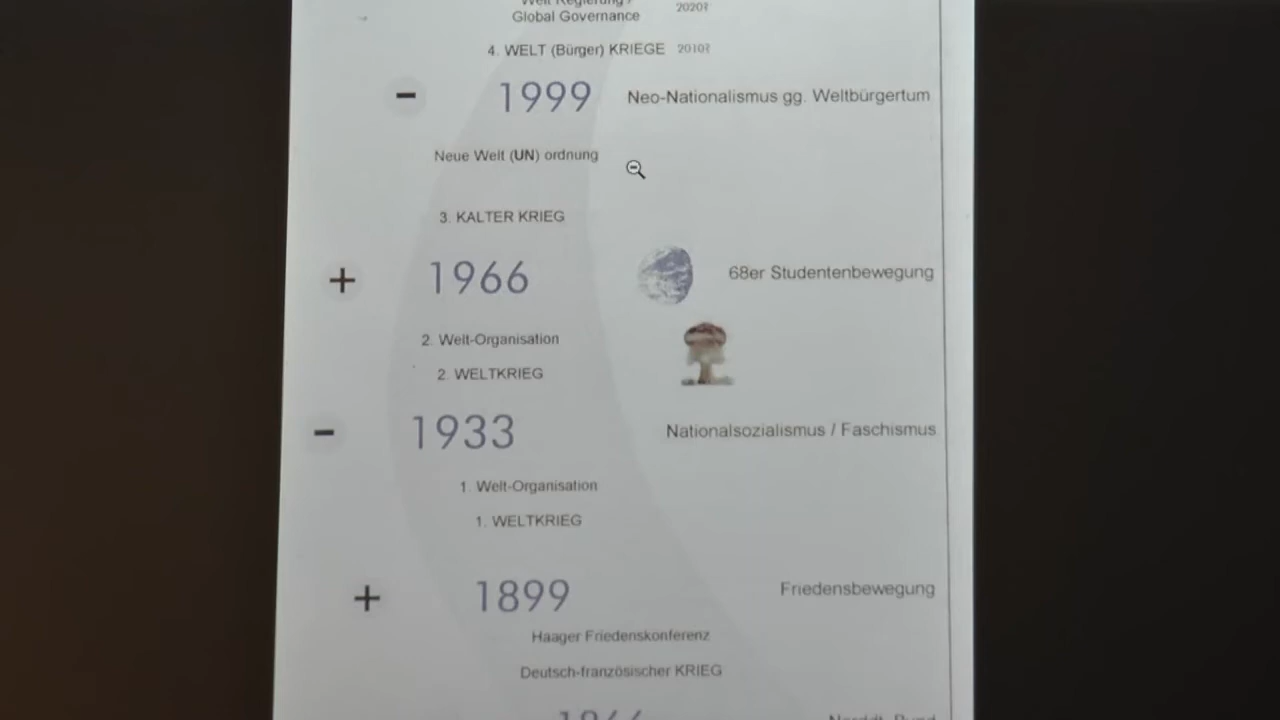 Welt Regierung /
Global Governance 2020?
4. WELT (Bürger) KRIEGE 2010?
- 1999 Neo-Nationalismus gg. Weltbürgertum
Neue Welt (UN) ordnung
3. KALTER KRIEG
+ 1966 68er Studentenbewegung
2. Welt-Organisation
2. WELTKRIEG
- 1933 Nationalsozialismus / Faschismus
1. Welt-Organisation
1. WELTKRIEG
+ 1899 Friedensbewegung
Haager Friedenskonferenz
Deutsch-französischer KRIEG